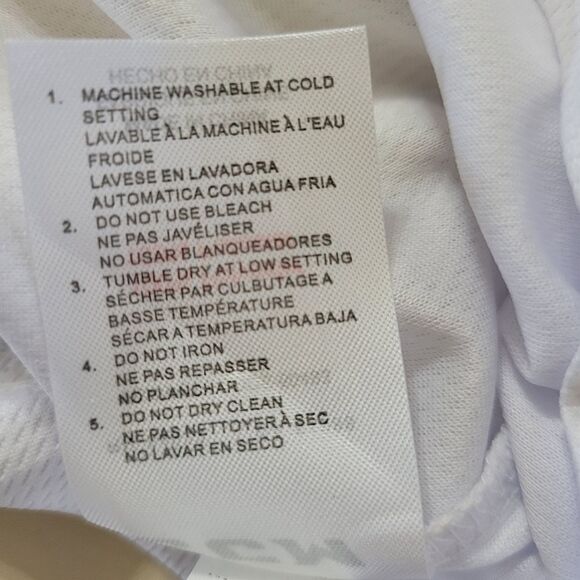 1. MACHINE WASHABLE AT COLD
SETTING
LAVABLE À LA MACHINE À L'EAU
FROIDE
LAVESE EN LAVADORA
AUTOMATICA CON AGUA FRIA
2. DO NOT USE BLEACH
NE PAS JAVÉLISER
NO USAR BLANQUEADORES
3. TUMBLE DRY AT LOW SETTING
SÉCHER PAR CULBUTAGE A
BASSE TEMPÉRATURE
SÉCAR A TEMPERATURA BAJA
4. DO NOT IRON
NE PAS REPASSER
NO PLANCHAR
5. DO NOT DRY CLEAN
NE PAS NETTOYER À SEC
NO LAVAR EN SECO